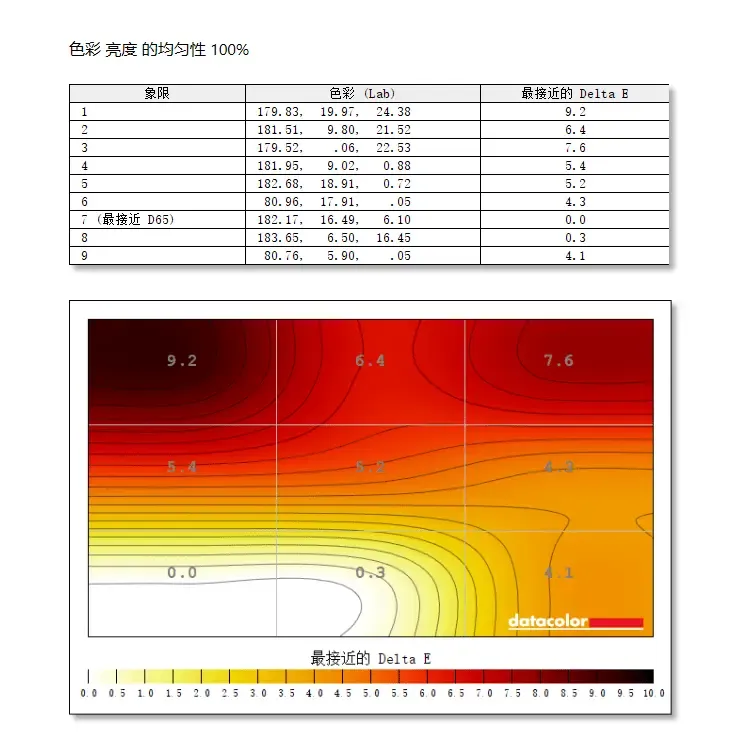 色彩 亮度 的均匀性 100%
象限 色彩 (Lab) 最接近的 Delta E
1 179.83, 19.97, 24.38 9.2
2 181.51, 9.80, 21.52 6.4
3 179.52, .06, 22.53 7.6
4 181.95, 9.02, 0.88 5.4
5 182.68, 18.91, 0.72 5.2
6 80.96, 17.91, .05 4.3
7 (最接近 D65) 182.17, 16.49, 6.10 0.0
8 183.65, 6.50, 16.45 0.3
9 80.76, 5.90, .05 4.1
9.2 6.4 7.6
5.4 5.2 4.3
0.0 0.3 4.1
datacolor
最接近的 Delta E
0.0 0.5 1.0 1.5 2.0 2.5 3.0 3.5 4.0 4.5 5.0 5.5 6.0 6.5 7.0 7.5 8.0 8.5 9.0 9.5 10.0